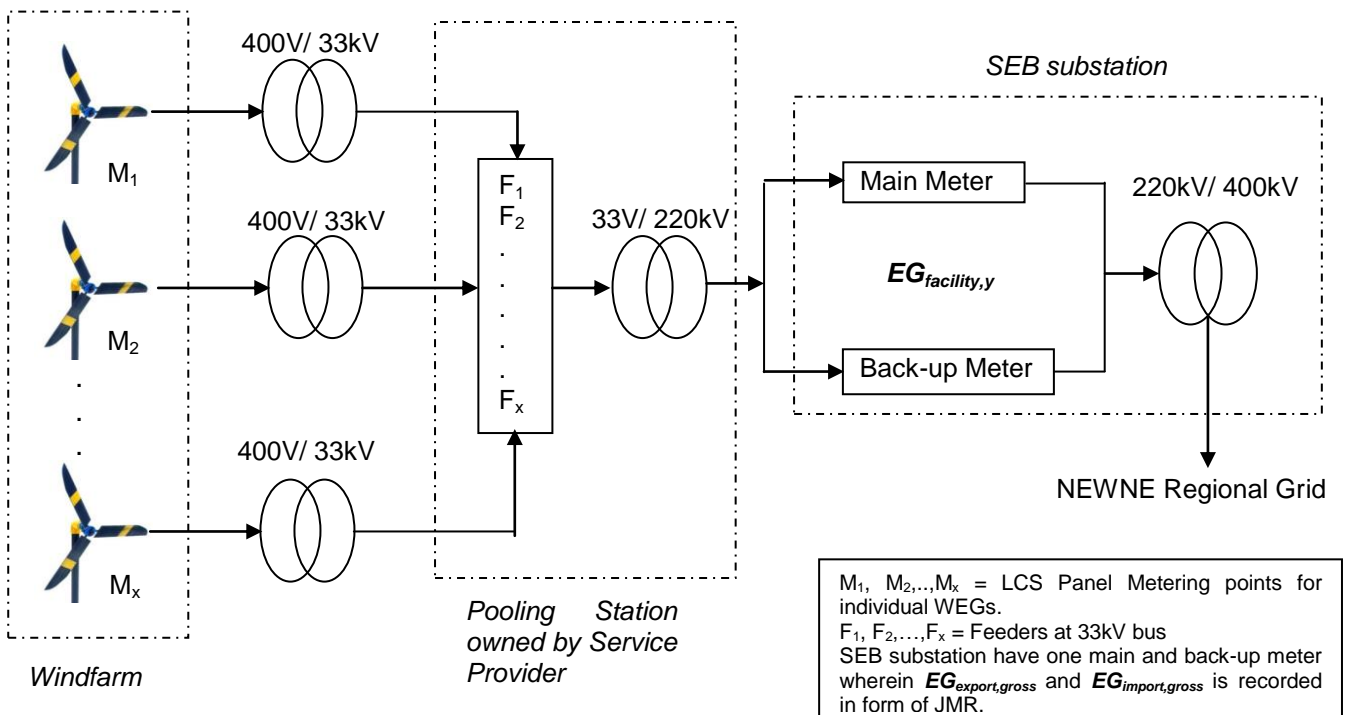 400V/ 33kV
SEB substation
M1
F1
F2
.
.
.
.
.
Fx
Main Meter
220kV/ 400kV
400V/ 33kV
33V/ 220kV
EGfacility,y
M2
.
.
.
.
Back-up Meter
400V/ 33kV
NEWNE Regional Grid
Mx
Pooling Station
owned by Service
Provider
Windfarm
M1, M2,..,Mx = LCS Panel Metering points for
individual WEGs.
F1, F2,…,Fx = Feeders at 33kV bus
SEB substation have one main and back-up meter
wherein EGexport,gross and EGimport,gross is recorded
in form of JMR.